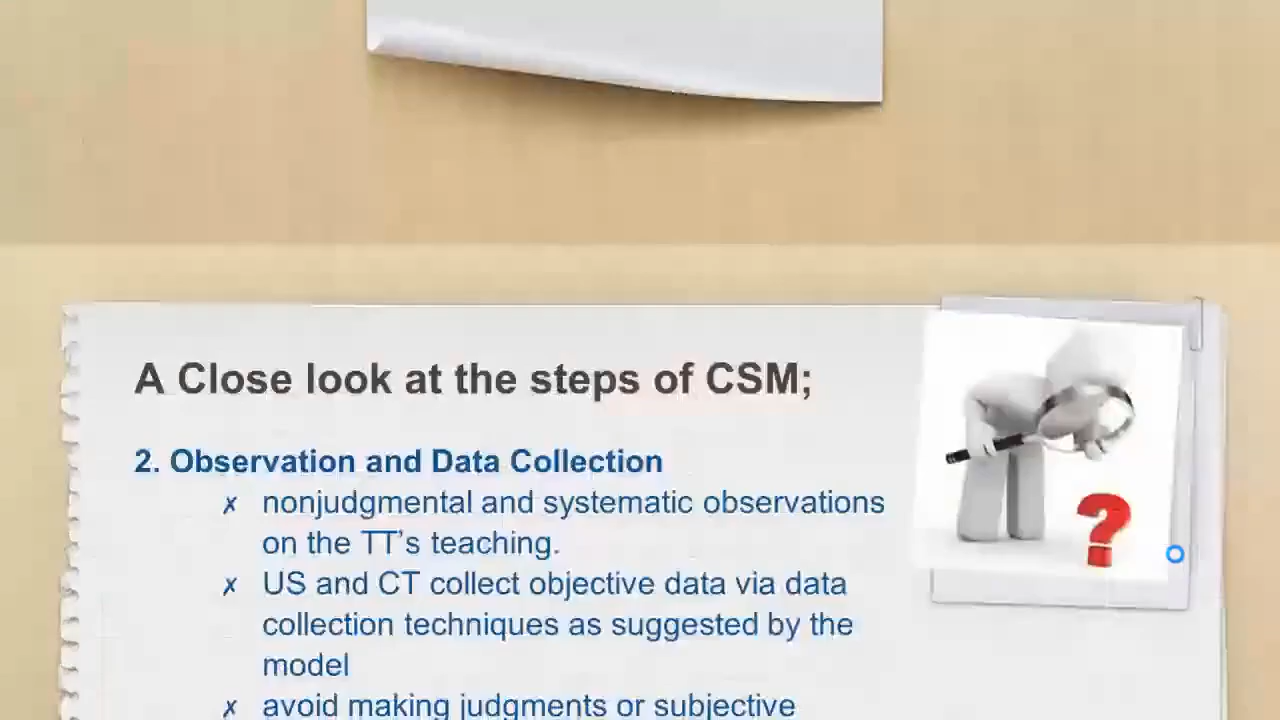 A Close look at the steps of CSM;
2. Observation and Data Collection
✗ nonjudgmental and systematic observations
on the TT’s teaching.
✗ US and CT collect objective data via data
collection techniques as suggested by the
model
✗ avoid making judgments or subjective
?